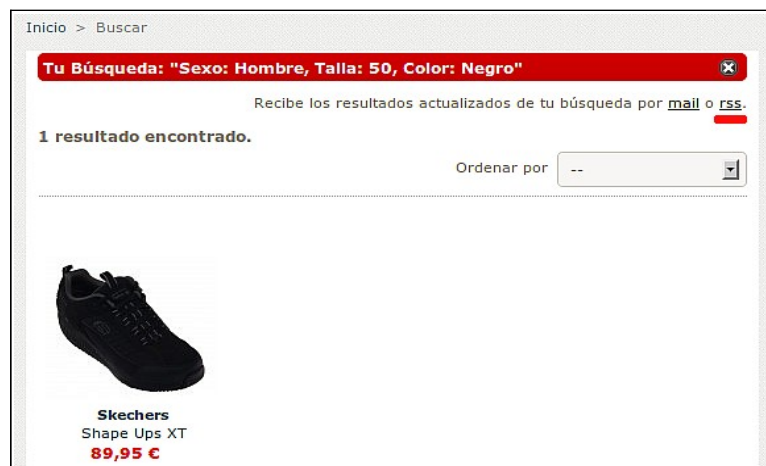 Inicio > Buscar
Tu Búsqueda: "Sexo: Hombre, Talla: 50, Color: Negro"
Recibe los resultados actualizados de tu búsqueda por mail o rss.
1 resultado encontrado.
Ordenar por --
Skechers
Shape Ups XT
89,95 €